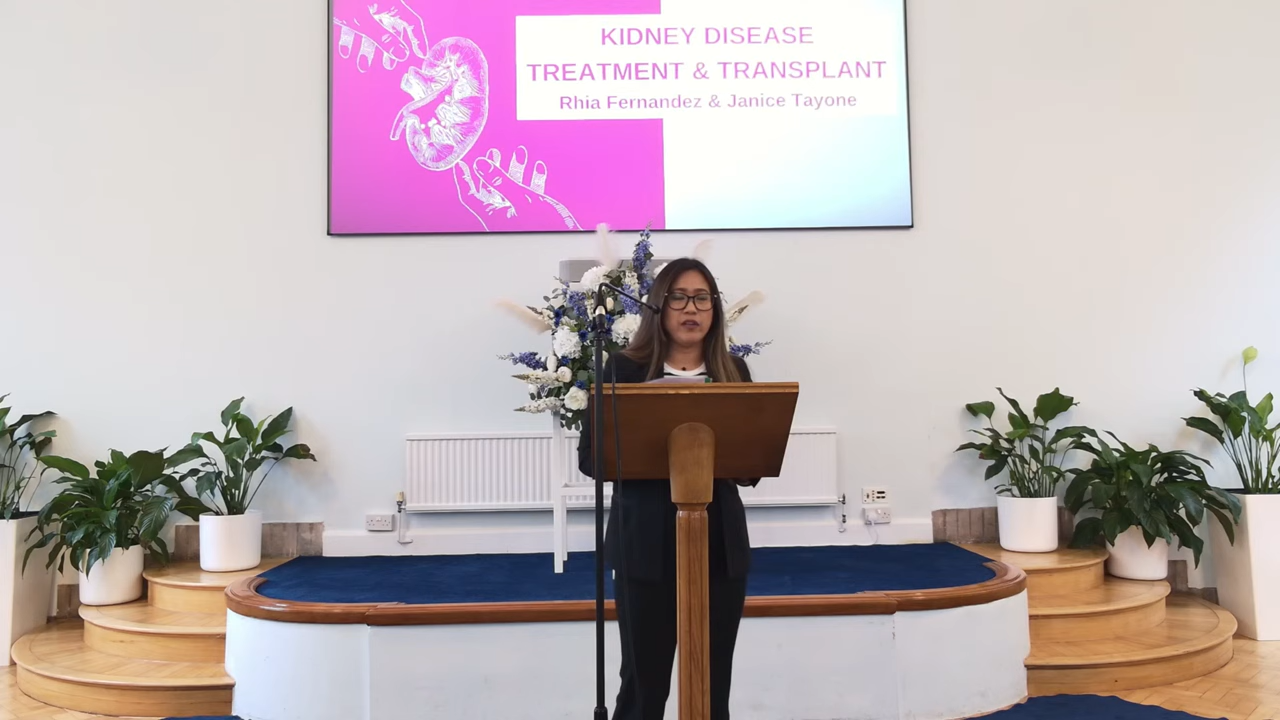 KIDNEY DISEASE
TREATMENT & TRANSPLANT
Rhia Fernandez & Janice Tayone